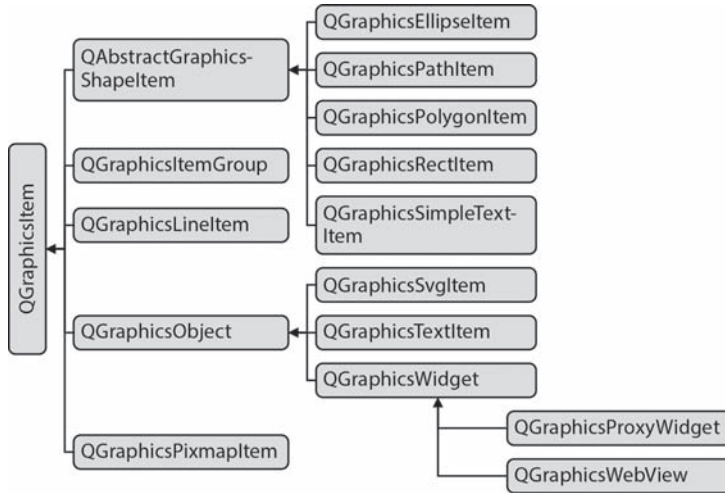 QGraphicsItem
QAbstractGraphics-
ShapeItem
QGraphicsItemGroup
QGraphicsLineItem
QGraphicsObject
QGraphicsPixmapItem
QGraphicsEllipseItem
QGraphicsPathItem
QGraphicsPolygonItem
QGraphicsRectItem
QGraphicsSimpleText-
Item
QGraphicsSvgItem
QGraphicsTextItem
QGraphicsWidget
QGraphicsProxyWidget
QGraphicsWebView